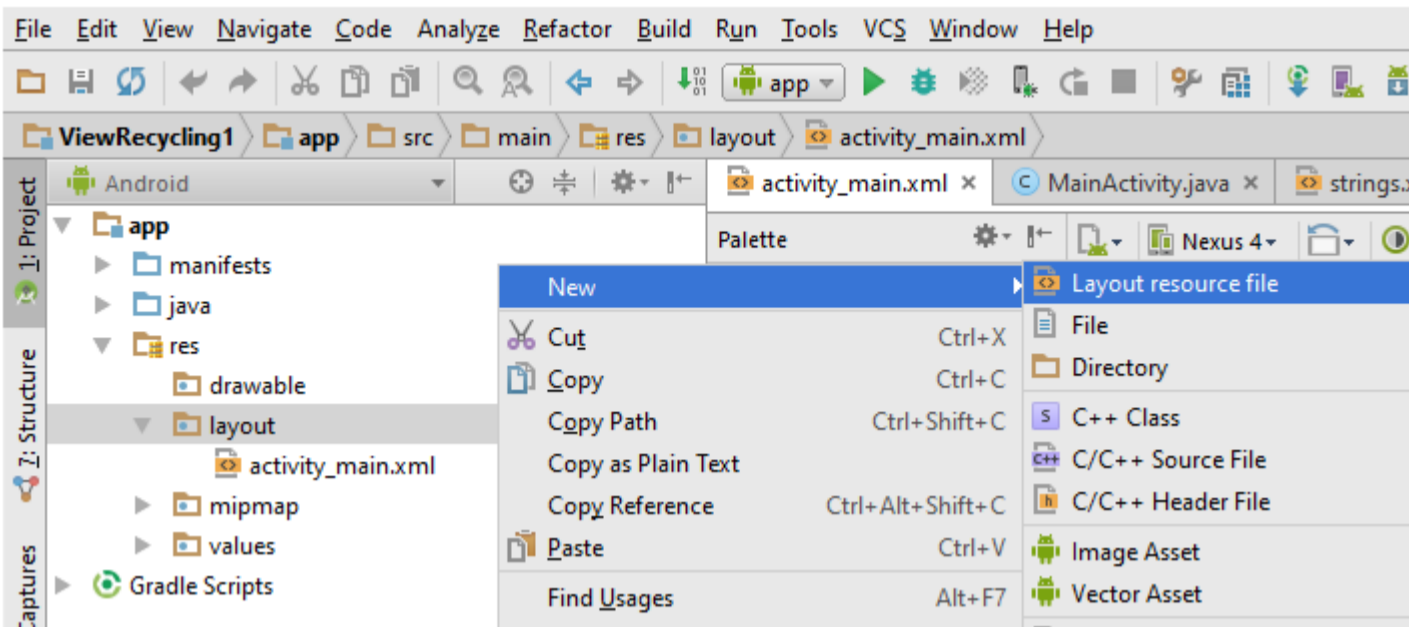 File Edit View Navigate Code Analyze Refactor Build Run Tools VCS Window Help
app
ViewRecycling1 app src main res layout activity_main.xml
1: Project
Android
activity_main.xml MainActivity.java
app
Palette
Nexus 4
manifests
New
Layout resource file
java
Cut Ctrl+X
File
res
Copy Ctrl+C
Directory
drawable
Copy Path Ctrl+Shift+C
C++ Class
layout
Copy as Plain Text
C/C++ Source File
activity_main.xml
Copy Reference Ctrl+Alt+Shift+C
C/C++ Header File
mipmap
Paste Ctrl+V
Image Asset
values
Find Usages Alt+F7
Vector Asset
Gradle Scripts
7: Structure
Captures